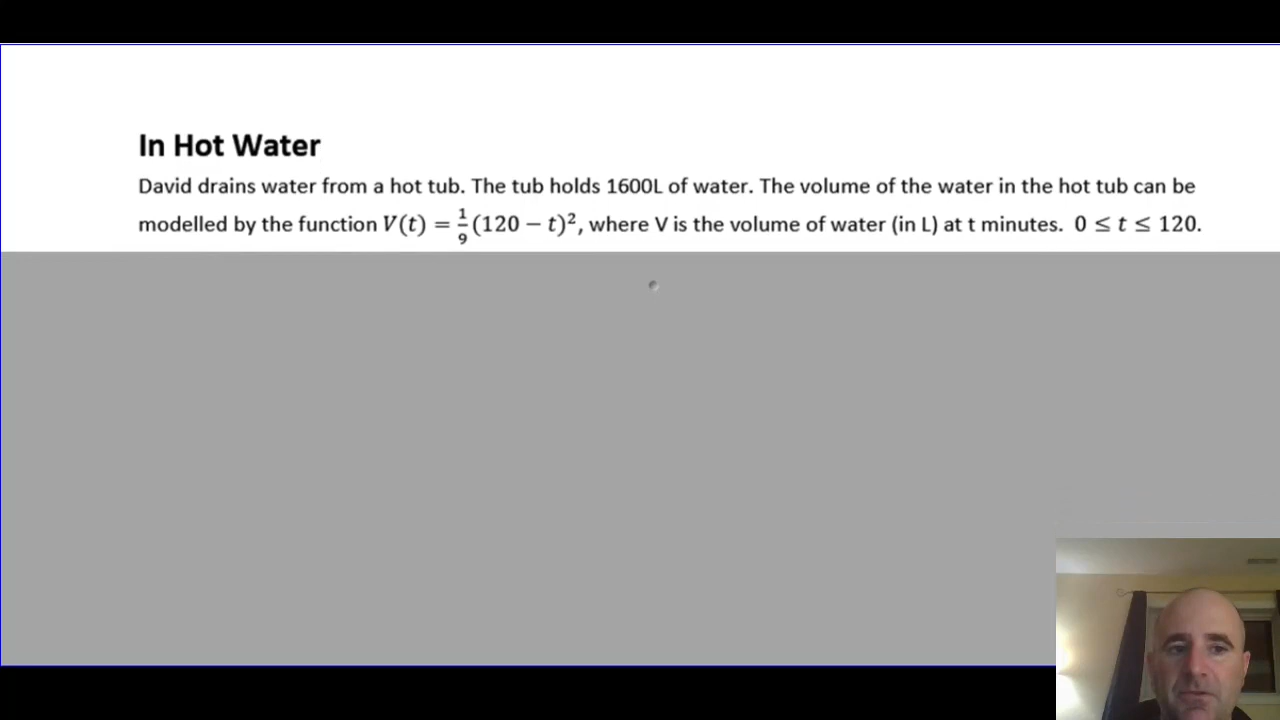 In Hot Water
David drains water from a hot tub. The tub holds 1600L of water. The volume of the water in the hot tub can be
modelled by the function V(t) = 1/9(120 − t)², where V is the volume of water (in L) at t minutes. 0 ≤ t ≤ 120.